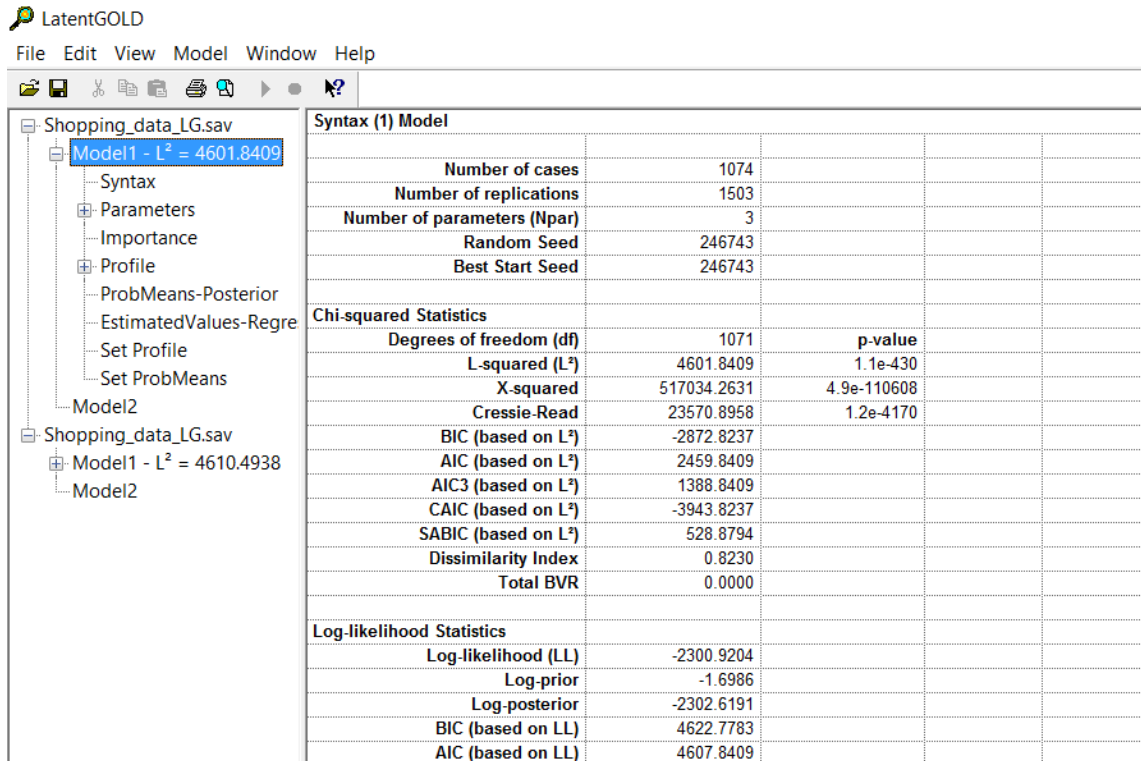 LatentGOLD
File Edit View Model Window Help
Shopping_data_LG.sav
Model1 - L² = 4601.8409
Syntax
Parameters
Importance
Profile
ProbMeans-Posterior
EstimatedValues-Regre
Set Profile
Set ProbMeans
Model2
Shopping_data_LG.sav
Model1 - L² = 4610.4938
Model2
Syntax (1) Model
Number of cases 1074
Number of replications 1503
Number of parameters (Npar) 3
Random Seed 246743
Best Start Seed 246743
Chi-squared Statistics
Degrees of freedom (df) 1071 p-value
L-squared (L²) 4601.8409 1.1e-430
X-squared 517034.2631 4.9e-110608
Cressie-Read 23570.8958 1.2e-4170
BIC (based on L²) -2872.8237
AIC (based on L²) 2459.8409
AIC3 (based on L²) 1388.8409
CAIC (based on L²) -3943.8237
SABIC (based on L²) 528.8794
Dissimilarity Index 0.8230
Total BVR 0.0000
Log-likelihood Statistics
Log-likelihood (LL) -2300.9204
Log-prior -1.6986
Log-posterior -2302.6191
BIC (based on LL) 4622.7783
AIC (based on LL) 4607.8409